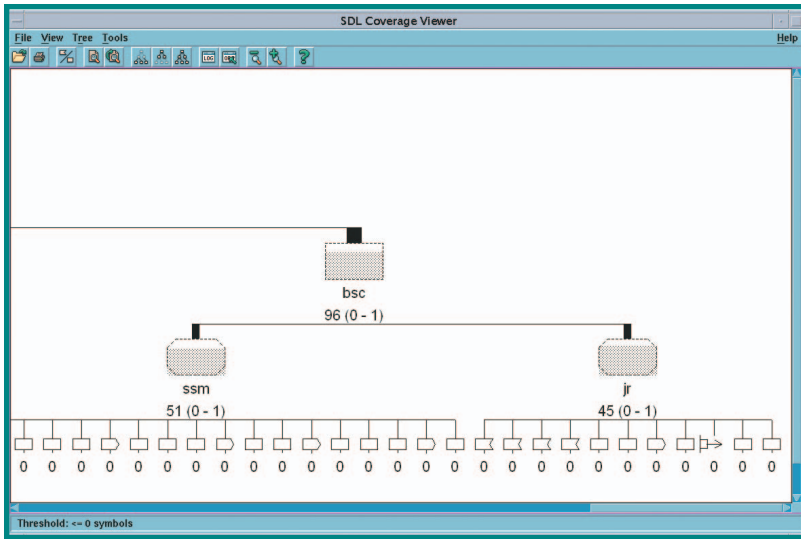 SDL Coverage Viewer
File View Tree Tools Help
LOG
bsc
96 (0 - 1)
ssm jr
51 (0 - 1) 45 (0 - 1)
0 0 0 0 0 0 0 0 0 0 0 0 0 0 0 0 0 0 0 0 0 0 0 0 0 0 0
Threshold: <= 0 symbols